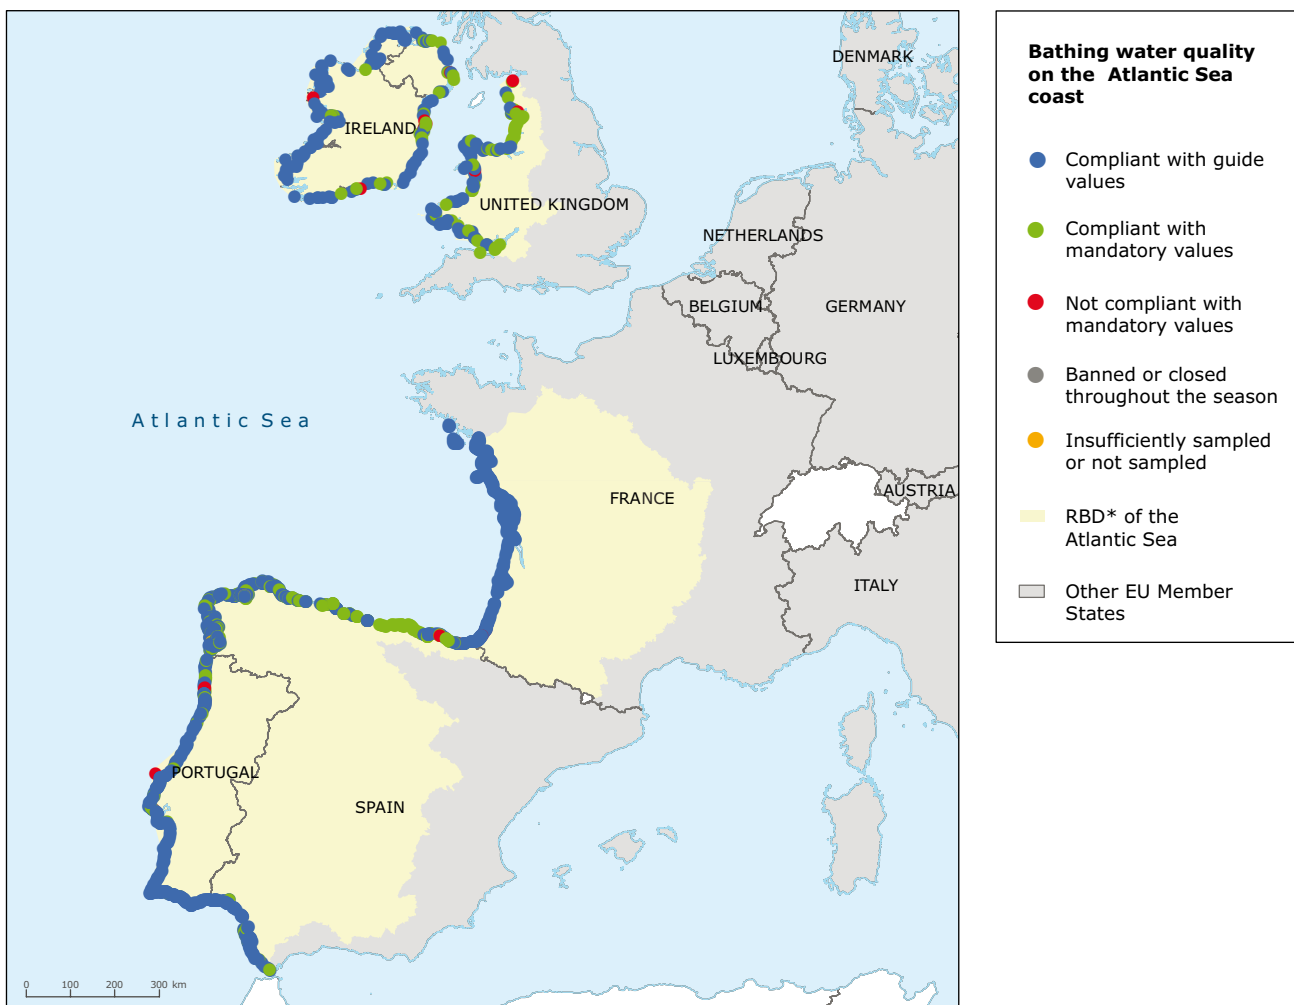 DENMARK
IRELAND
UNITED KINGDOM
NETHERLANDS
BELGIUM
GERMANY
LUXEMBOURG
Atlantic Sea
FRANCE
AUSTRIA
ITALY
PORTUGAL
SPAIN
0 100 200 300 km
Bathing water quality
on the Atlantic Sea
coast
Compliant with guide
values
Compliant with
mandatory values
Not compliant with
mandatory values
Banned or closed
throughout the season
Insufficiently sampled
or not sampled
RBD* of the
Atlantic Sea
Other EU Member
States